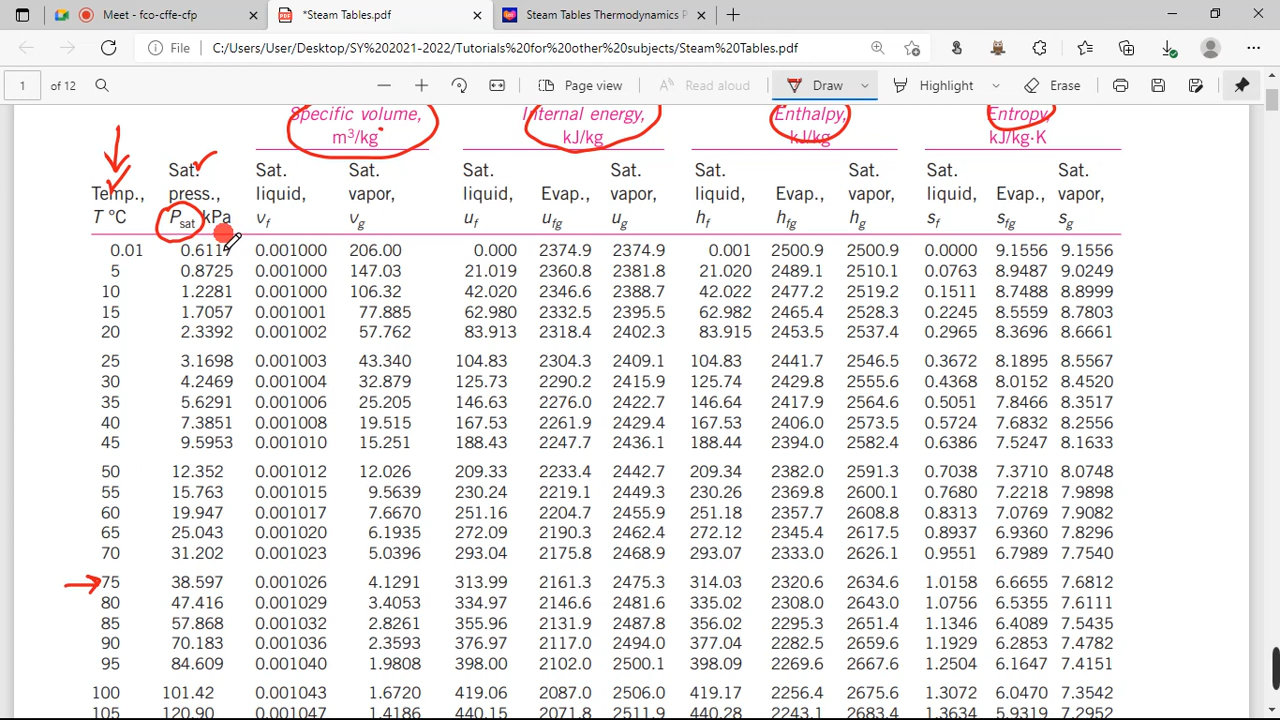 Meet - fco-cffe-cfp
*Steam Tables.pdf
Steam Tables Thermodynamics P
File C:/Users/User/Desktop/SY%202021-2022/Tutorials%20for%20other%20subjects/Steam%20Tables.pdf
1 of 12 Page view Read aloud Draw Highlight Erase
Specific volume, Internal energy, Enthalpy, Entropy,
m³/kg kJ/kg kJ/kg kJ/kg·K
Sat. Sat. Sat. Sat. Sat. Sat. Sat. Sat. Sat.
Temp., press., liquid, vapor, liquid, Evap., vapor, liquid, Evap., vapor, liquid, Evap., vapor,
T °C Psat kPa vf vg uf ufg ug hf hfg hg sf sfg sg
0.01 0.6117 0.001000 206.00 0.000 2374.9 2374.9 0.001 2500.9 2500.9 0.0000 9.1556 9.1556
5 0.8725 0.001000 147.03 21.019 2360.8 2381.8 21.020 2489.1 2510.1 0.0763 8.9487 9.0249
10 1.2281 0.001000 106.32 42.020 2346.6 2388.7 42.022 2477.2 2519.2 0.1511 8.7488 8.8999
15 1.7057 0.001001 77.885 62.980 2332.5 2395.5 62.982 2465.4 2528.3 0.2245 8.5559 8.7803
20 2.3392 0.001002 57.762 83.913 2318.4 2402.3 83.915 2453.5 2537.4 0.2965 8.3696 8.6661
25 3.1698 0.001003 43.340 104.83 2304.3 2409.1 104.83 2441.7 2546.5 0.3672 8.1895 8.5567
30 4.2469 0.001004 32.879 125.73 2290.2 2415.9 125.74 2429.8 2555.6 0.4368 8.0152 8.4520
35 5.6291 0.001006 25.205 146.63 2276.0 2422.7 146.64 2417.9 2564.6 0.5051 7.8466 8.3517
40 7.3851 0.001008 19.515 167.53 2261.9 2429.4 167.53 2406.0 2573.5 0.5724 7.6832 8.2556
45 9.5953 0.001010 15.251 188.43 2247.7 2436.1 188.44 2394.0 2582.4 0.6386 7.5247 8.1633
50 12.352 0.001012 12.026 209.33 2233.4 2442.7 209.34 2382.0 2591.3 0.7038 7.3710 8.0748
55 15.763 0.001015 9.5639 230.24 2219.1 2449.3 230.26 2369.8 2600.1 0.7680 7.2218 7.9898
60 19.947 0.001017 7.6670 251.16 2204.7 2455.9 251.18 2357.7 2608.8 0.8313 7.0769 7.9082
65 25.043 0.001020 6.1935 272.09 2190.3 2462.4 272.12 2345.4 2617.5 0.8937 6.9360 7.8296
70 31.202 0.001023 5.0396 293.04 2175.8 2468.9 293.07 2333.0 2626.1 0.9551 6.7989 7.7540
75 38.597 0.001026 4.1291 313.99 2161.3 2475.3 314.03 2320.6 2634.6 1.0158 6.6655 7.6812
80 47.416 0.001029 3.4053 334.97 2146.6 2481.6 335.02 2308.0 2643.0 1.0756 6.5355 7.6111
85 57.868 0.001032 2.8261 355.96 2131.9 2487.8 356.02 2295.3 2651.4 1.1346 6.4089 7.5435
90 70.183 0.001036 2.3593 376.97 2117.0 2494.0 377.04 2282.5 2659.6 1.1929 6.2853 7.4782
95 84.609 0.001040 1.9808 398.00 2102.0 2500.1 398.09 2269.6 2667.6 1.2504 6.1647 7.4151
100 101.42 0.001043 1.6720 419.06 2087.0 2506.0 419.17 2256.4 2675.6 1.3072 6.0470 7.3542
105 120.90 0.001047 1.4186 440.15 2071.8 2511.9 440.28 2243.1 2683.4 1.3634 5.9319 7.2952